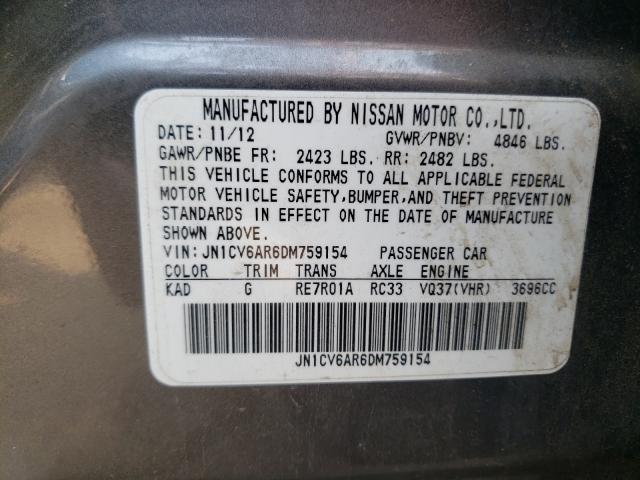 MANUFACTURED BY NISSAN MOTOR CO.,LTD.
DATE: 11/12 GVWR/PNBV: 4846 LBS.
GAWR/PNBE FR: 2423 LBS. RR: 2482 LBS.
THIS VEHICLE CONFORMS TO ALL APPLICABLE FEDERAL
MOTOR VEHICLE SAFETY,BUMPER,AND THEFT PREVENTION
STANDARDS IN EFFECT ON THE DATE OF MANUFACTURE
SHOWN ABOVE.
VIN: JN1CV6AR6DM759154 PASSENGER CAR
COLOR TRIM TRANS AXLE ENGINE
KAD G RE7R01A RC33 VQ37(VHR) 3696CC
JN1CV6AR6DM759154